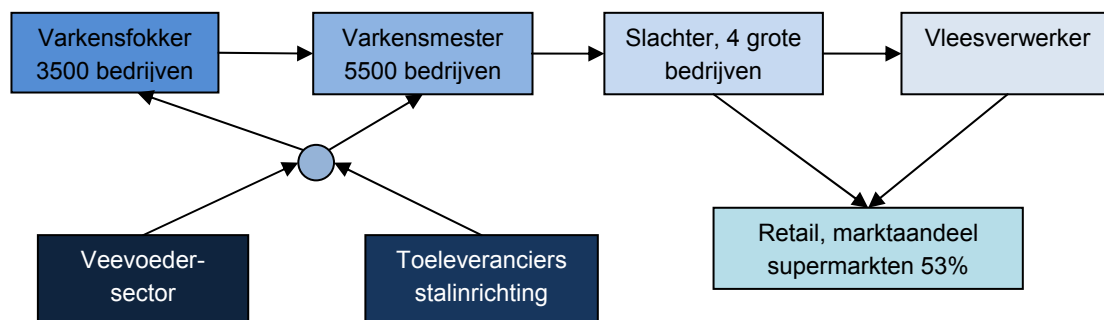 Varkensfokker
3500 bedrijven
Varkensmester
5500 bedrijven
Slachter, 4 grote
bedrijven
Vleesverwerker
Veevoeder-
sector
Toeleveranciers
stalinrichting
Retail, marktaandeel
supermarkten 53%